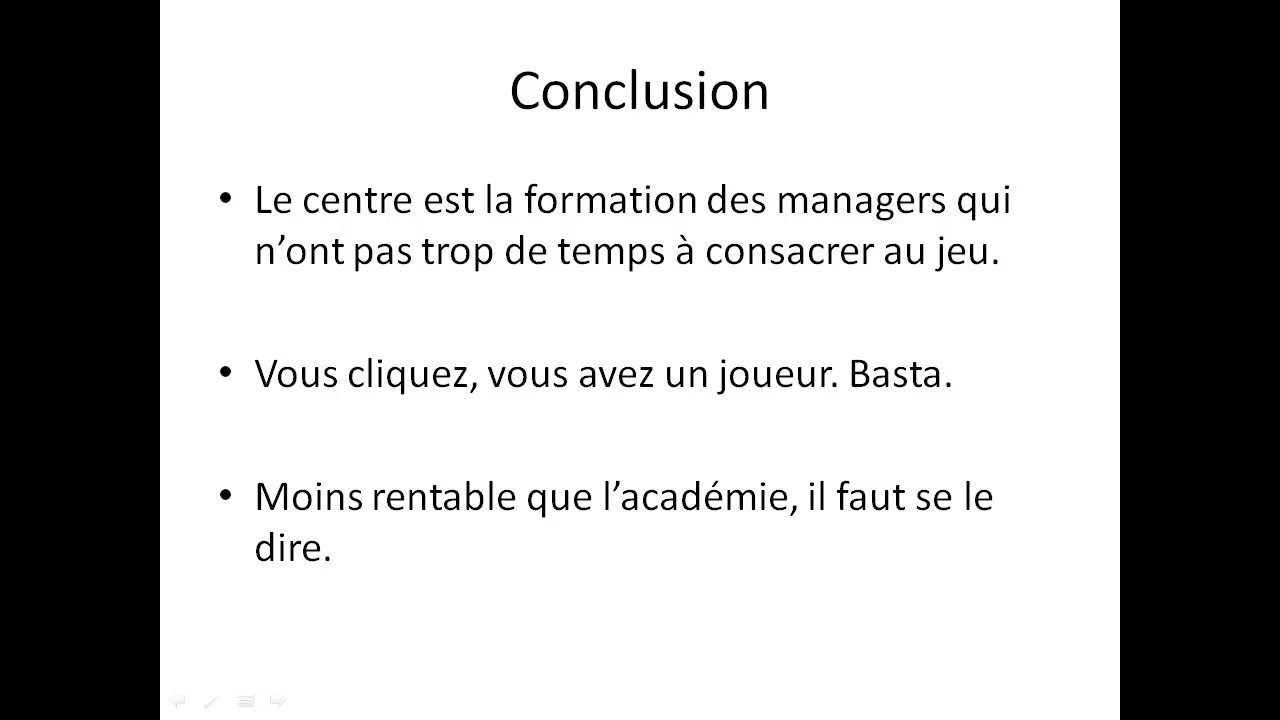 Conclusion
• Le centre est la formation des managers qui
n’ont pas trop de temps à consacrer au jeu.
• Vous cliquez, vous avez un joueur. Basta.
• Moins rentable que l’académie, il faut se le
dire.